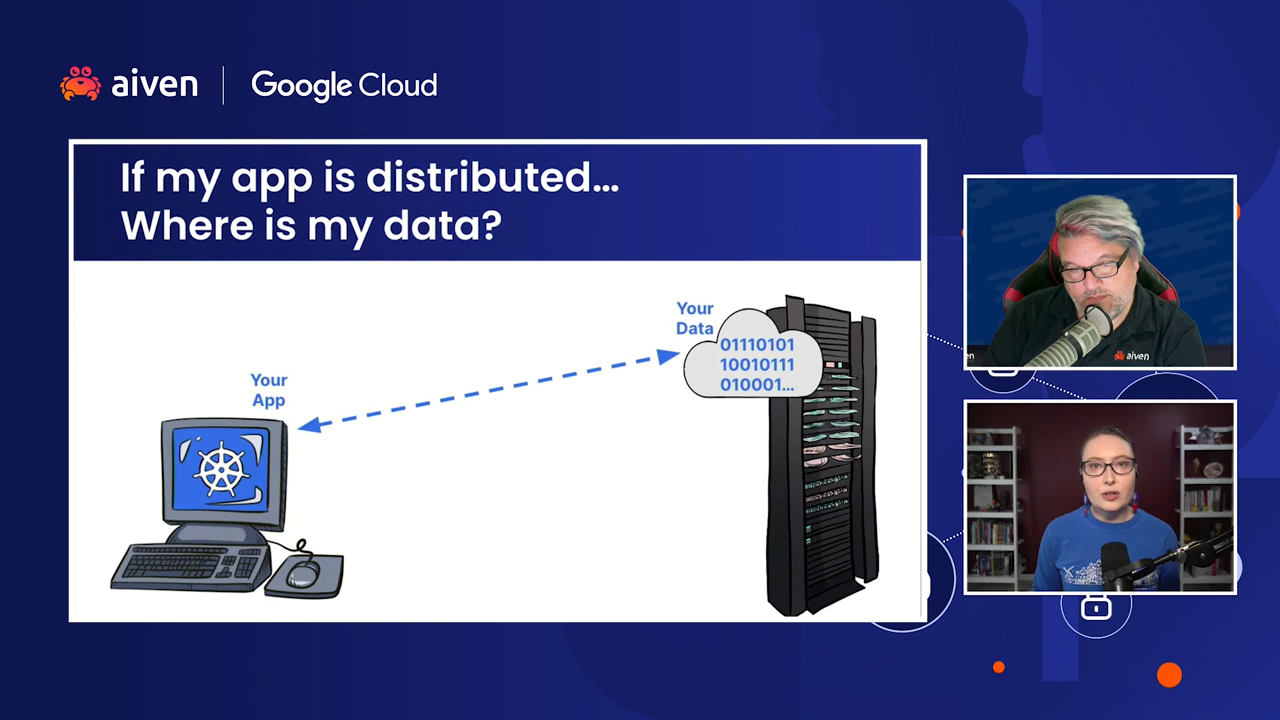 aiven
Google Cloud
If my app is distributed...
Where is my data?
Your
Data
01110101
10010111
010001...
Your
App
aiven
en